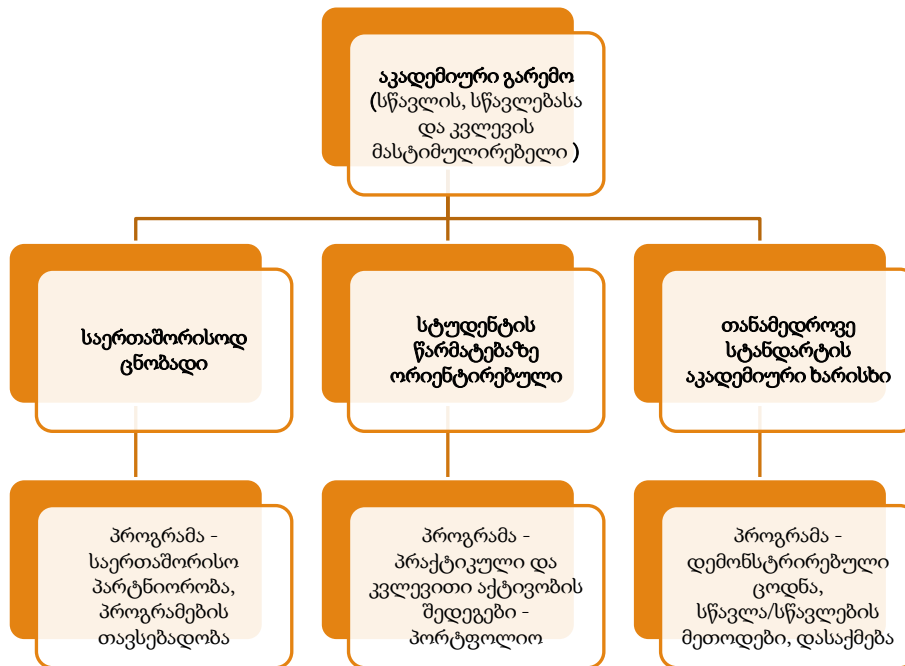 აკადემიური გარემო
(სწავლის, სწავლებასა
და კვლევის
მასტიმულირებელი )
საერთაშორისოდ
ცნობადი
სტუდენტის
წარმატებაზე
ორიენტირებული
თანამედროვე
სტანდარტის
აკადემიური ხარისხი
პროგრამა -
საერთაშორისო
პარტნიორობა,
პროგრამების
თავსებადობა
პროგრამა -
პრაქტიკული და
კვლევითი აქტივობის
შედეგები -
პორტფოლიო
პროგრამა -
დემონსტრირებული
ცოდნა,
სწავლა/სწავლების
მეთოდები, დასაქმება